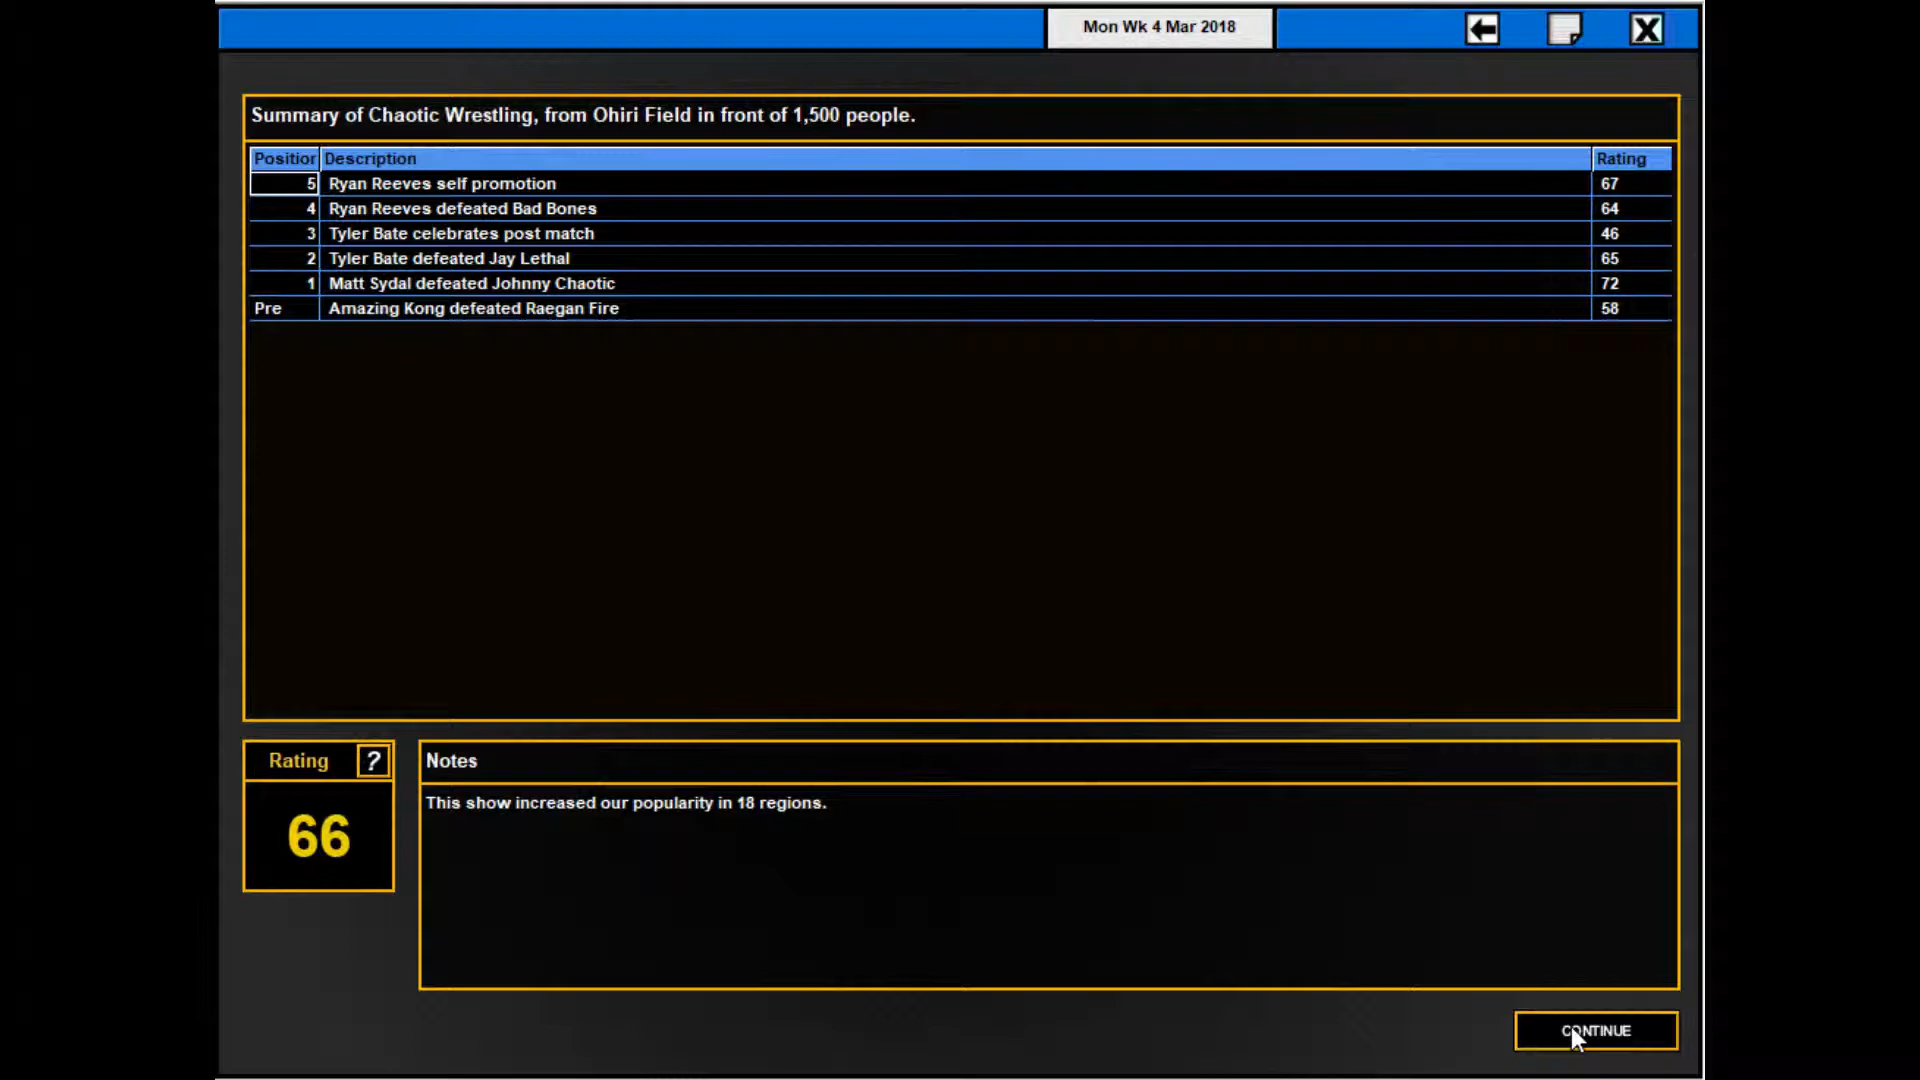 Mon Wk 4 Mar 2018
Summary of Chaotic Wrestling, from Ohiri Field in front of 1,500 people.
Position Description Rating
5 Ryan Reeves self promotion 67
4 Ryan Reeves defeated Bad Bones 64
3 Tyler Bate celebrates post match 46
2 Tyler Bate defeated Jay Lethal 65
1 Matt Sydal defeated Johnny Chaotic 72
Pre Amazing Kong defeated Raegan Fire 58
Rating ? Notes
66
This show increased our popularity in 18 regions.
CONTINUE